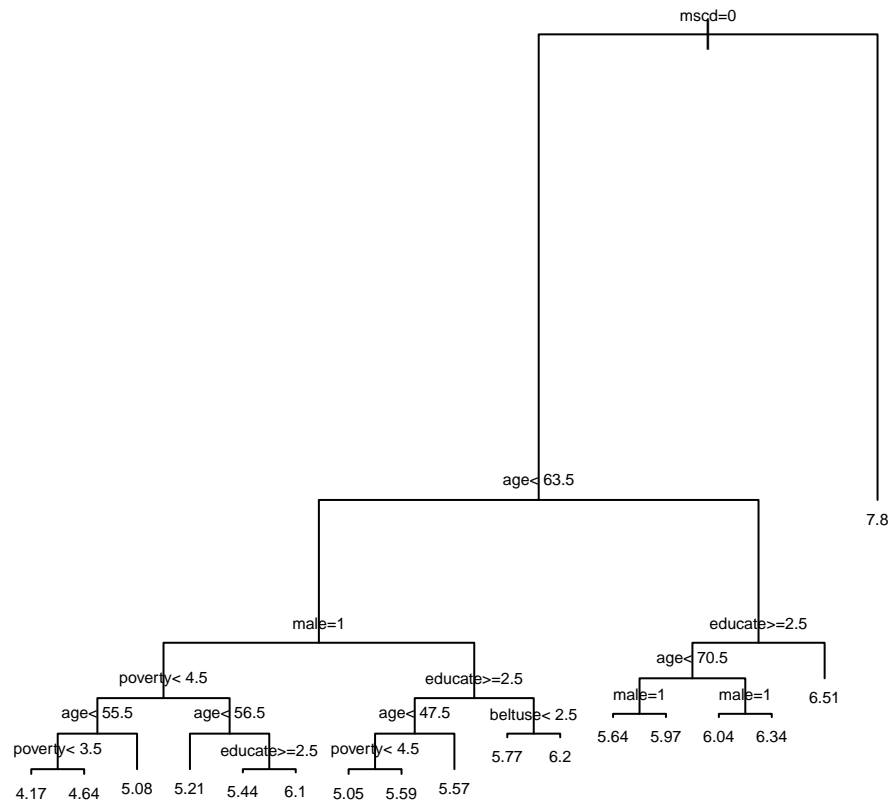 mscd=0
age< 63.5
7.8
male=1
educate>=2.5
age< 70.5
poverty< 4.5
educate>=2.5
male=1
male=1
6.51
age< 55.5
age< 56.5
age< 47.5
beltuse< 2.5
5.64
5.97
6.04
6.34
poverty< 3.5
educate>=2.5
poverty< 4.5
5.77
6.2
4.17
4.64
5.08
5.21
5.44
6.1
5.05
5.59
5.57